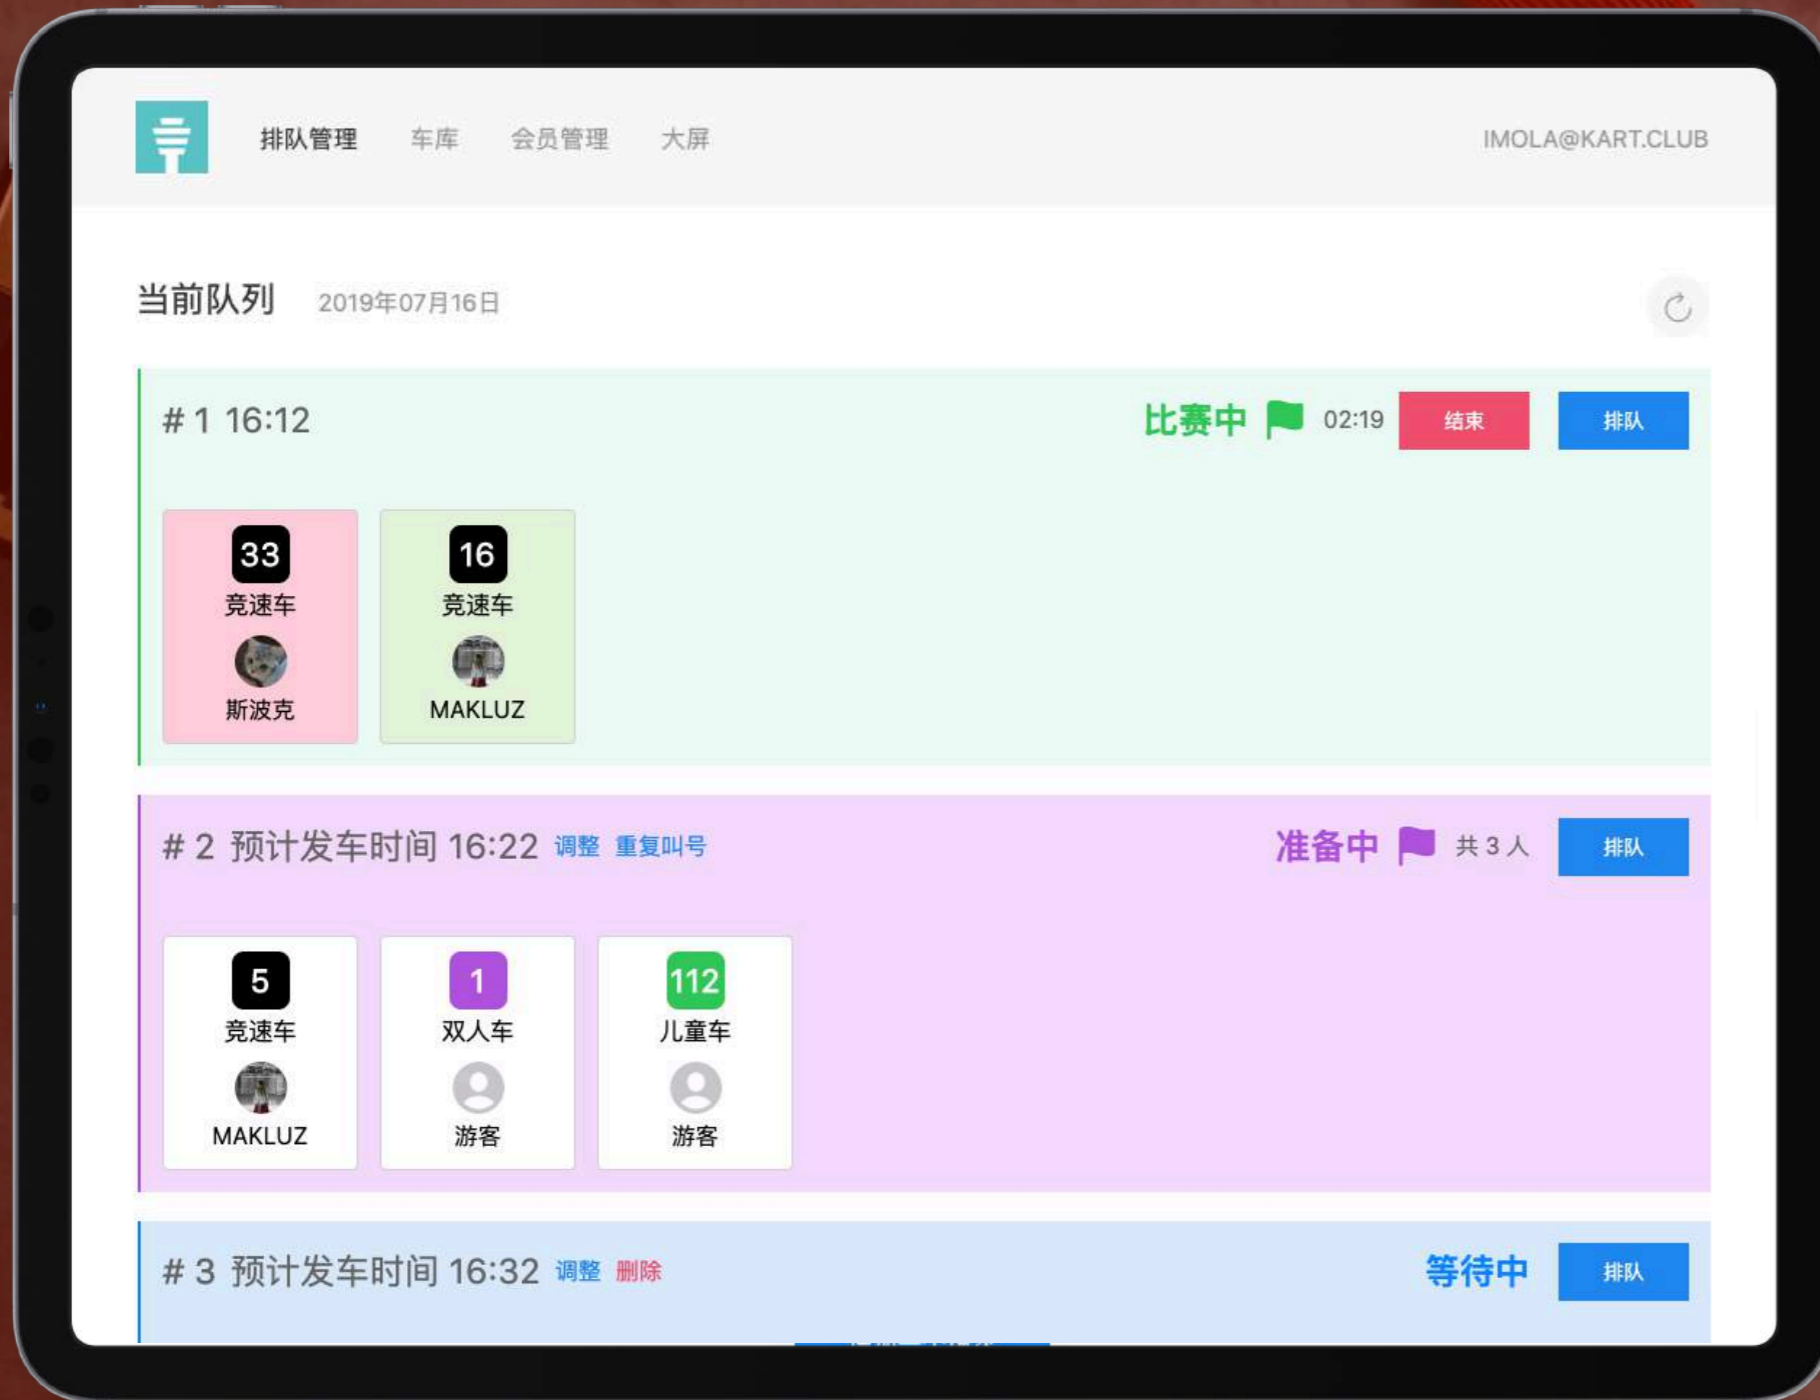 排队管理 车库 会员管理 大屏 IMOLA@KART.CLUB
当前队列 2019年07月16日
# 1 16:12 比赛中 02:19 结束 排队
33 16
竞速车 竞速车
斯波克 MAKLUZ
# 2 预计发车时间 16:22 调整 重复叫号 准备中 共 3 人 排队
5 1 112
竞速车 双人车 儿童车
MAKLUZ 游客 游客
# 3 预计发车时间 16:32 调整 删除 等待中 排队